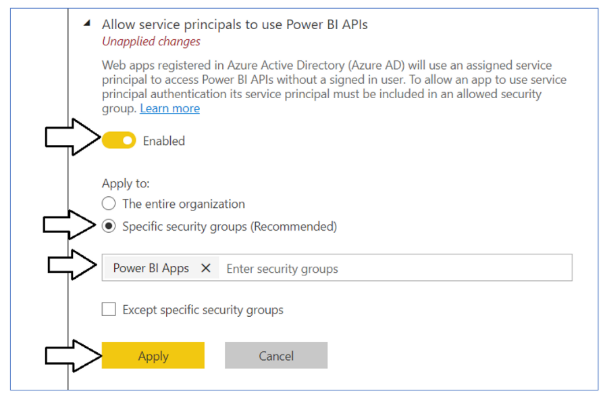 Allow service principals to use Power BI APIs
Unapplied changes
Web apps registered in Azure Active Directory (Azure AD) will use an assigned service
principal to access Power BI APIs without a signed in user. To allow an app to use service
principal authentication its service principal must be included in an allowed security
group. Learn more
Enabled
Apply to:
The entire organization
Specific security groups (Recommended)
Power BI Apps X Enter security groups
Except specific security groups
Apply Cancel